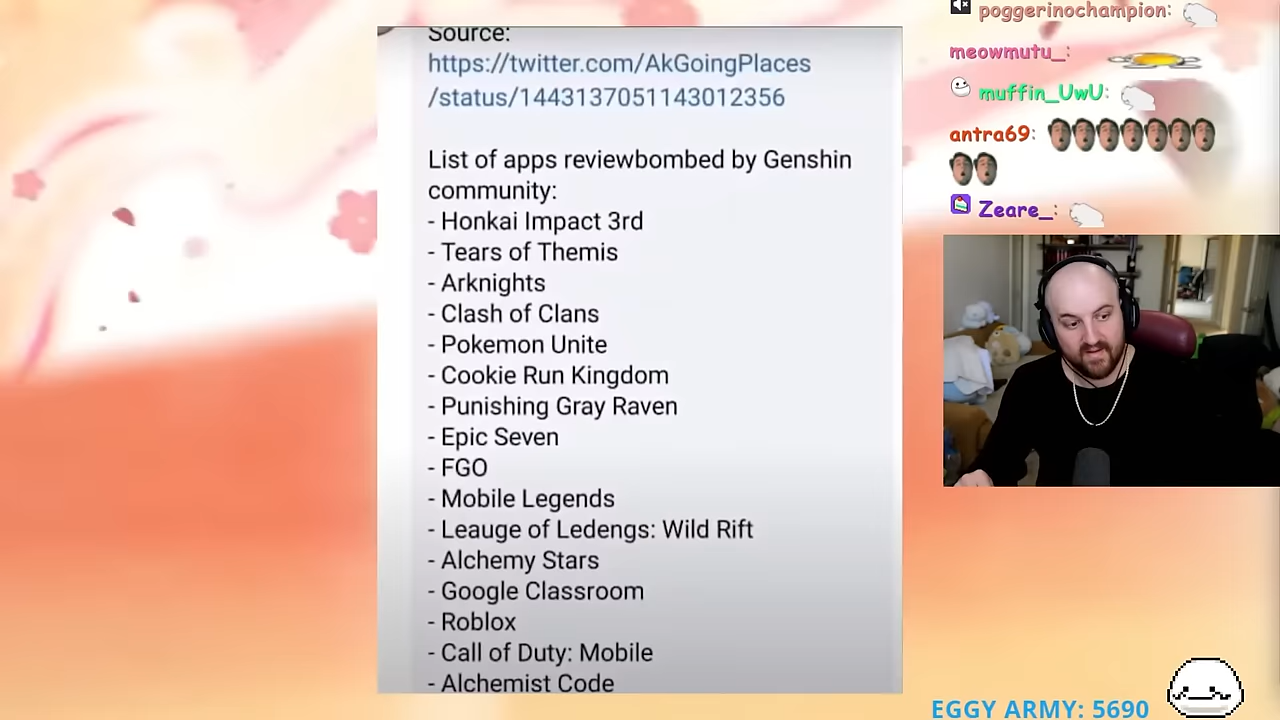 Source:
https://twitter.com/AkGoingPlaces
/status/1443137051143012356
List of apps reviewbombed by Genshin
community:
- Honkai Impact 3rd
- Tears of Themis
- Arknights
- Clash of Clans
- Pokemon Unite
- Cookie Run Kingdom
- Punishing Gray Raven
- Epic Seven
- FGO
- Mobile Legends
- Leauge of Ledengs: Wild Rift
- Alchemy Stars
- Google Classroom
- Roblox
- Call of Duty: Mobile
- Alchemist Code
poggerinochampion:
meowmutu_:
muffin_UwU:
antra69:
Zeare_:
EGGY ARMY: 5690